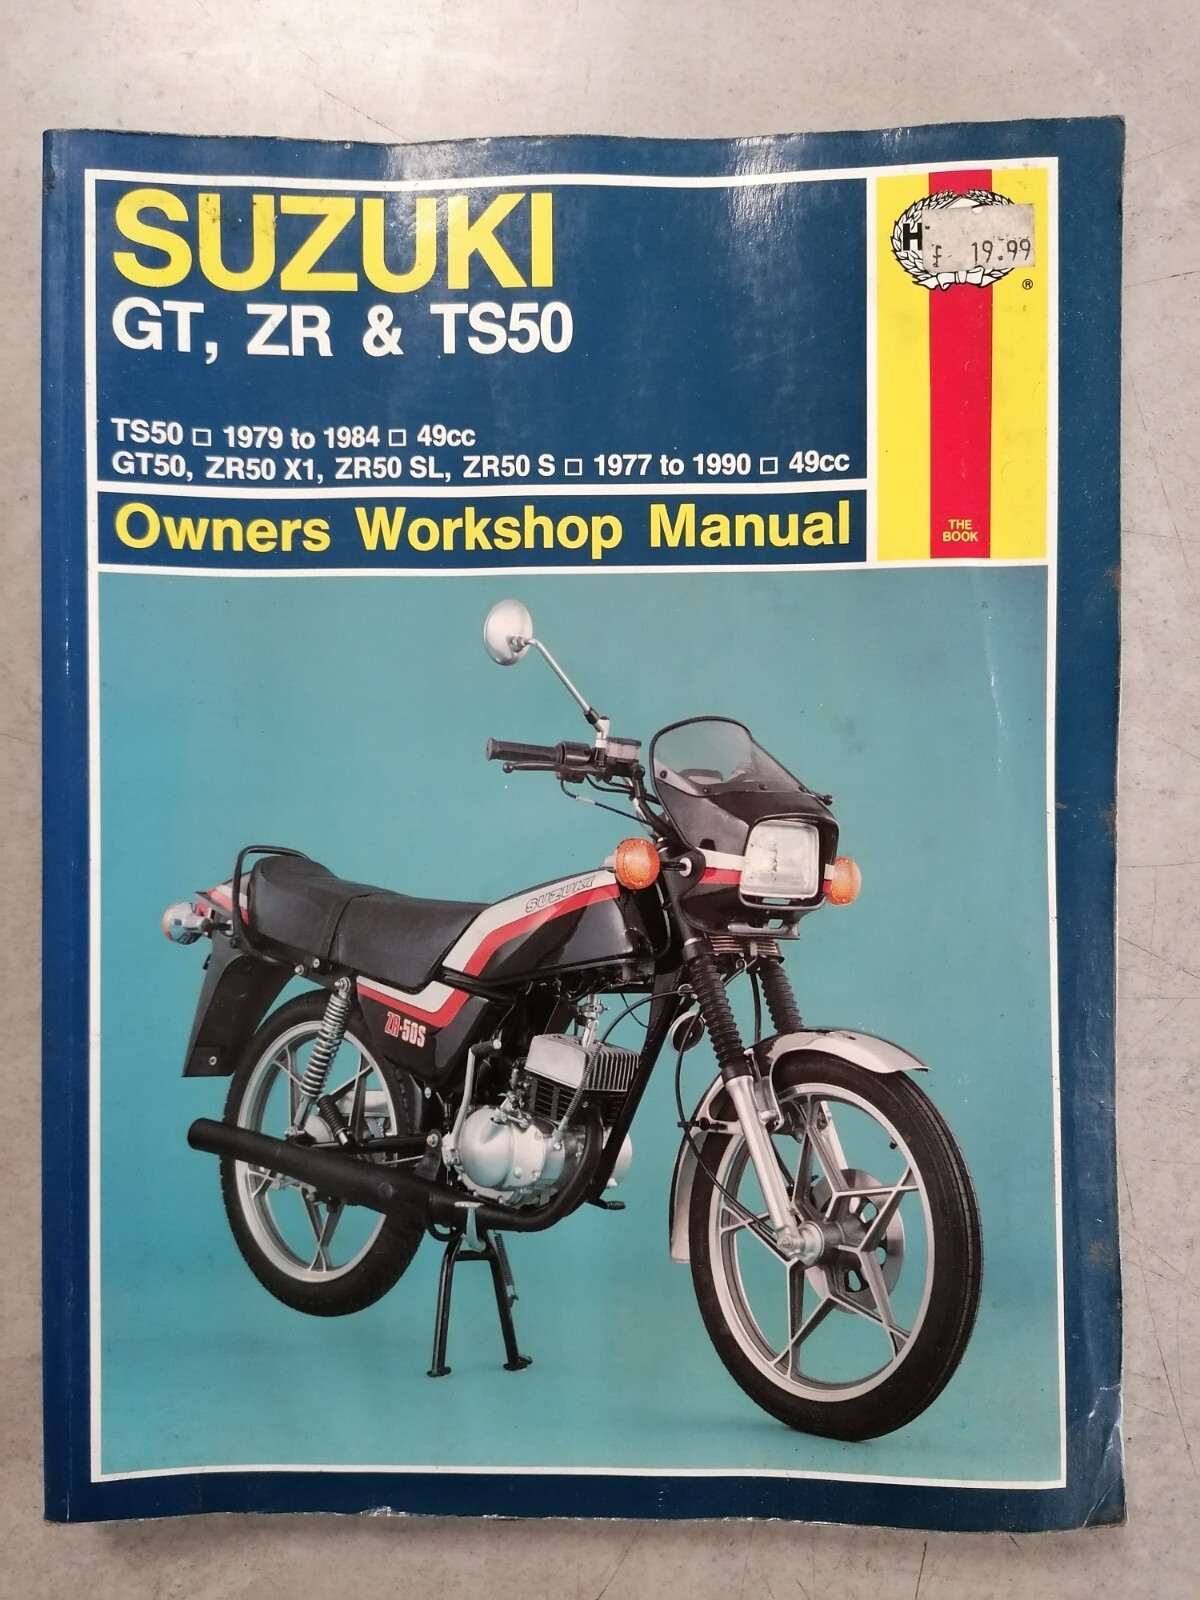 SUZUKI
GT, ZR & TS50
TS50 □ 1979 to 1984 □ 49cc
GT50, ZR50 X1, ZR50 SL, ZR50 S □ 1977 to 1990 □ 49cc
Owners Workshop Manual
H
£ 19.99
®
THE
BOOK
SUZUKI
ZR-50S